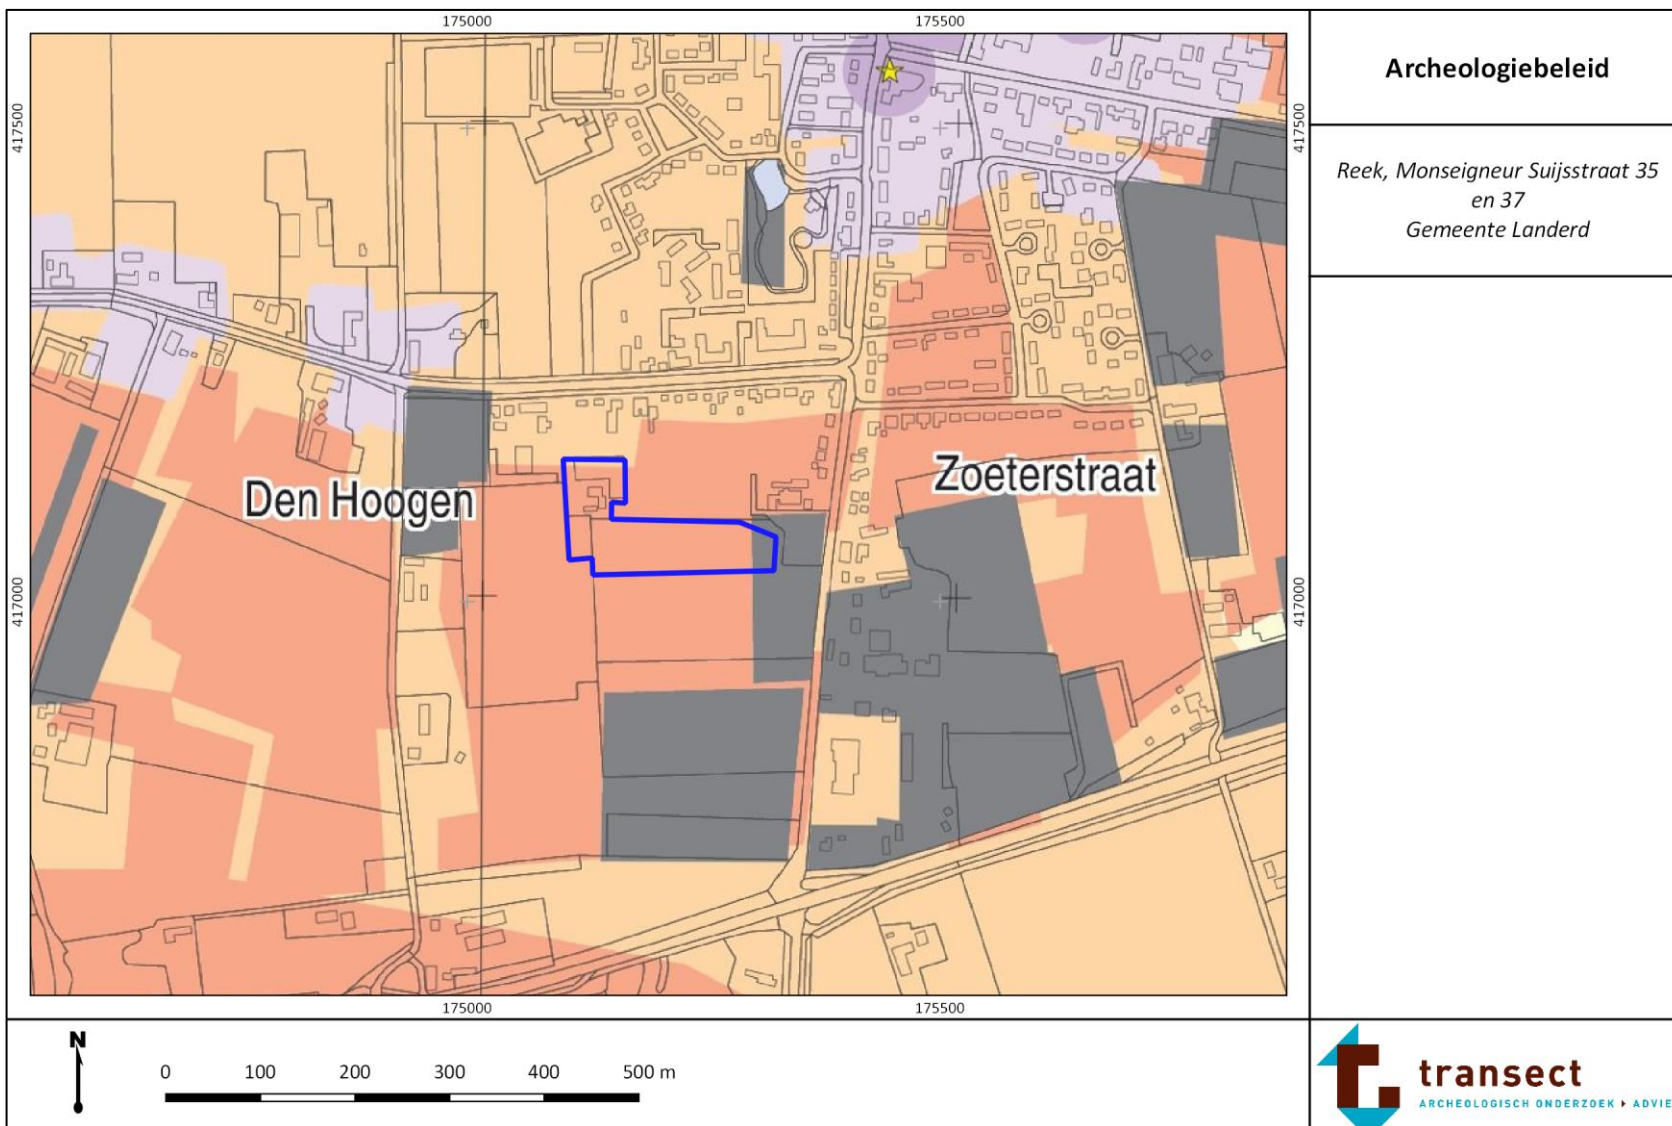 175000
175500
417500
417500
Den Hoogen
Zoeterstraat
417000
417000
175000
175500
Archeologiebeleid
Reek, Monseigneur Suijsstraat 35
en 37
Gemeente Landerd
N
0 100 200 300 400 500 m
transect
ARCHEOLOGISCH ONDERZOEK ADVIE